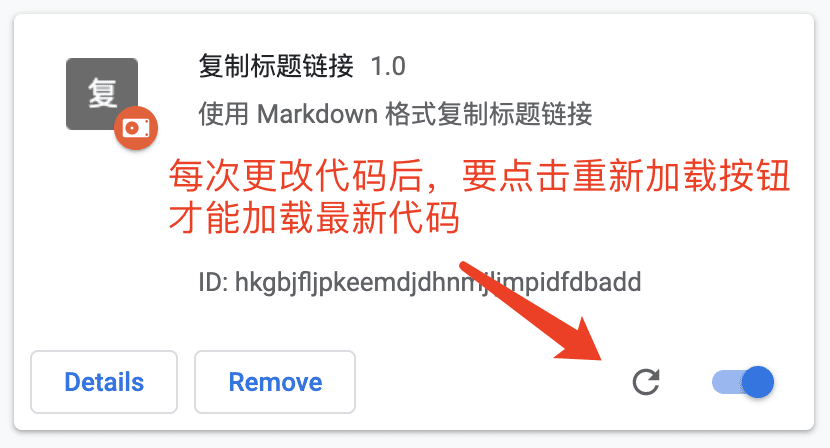 复
复制标题链接 1.0
使用 Markdown 格式复制标题链接
每次更改代码后，要点击重新加载按钮
才能加载最新代码
ID:
Details
Remove